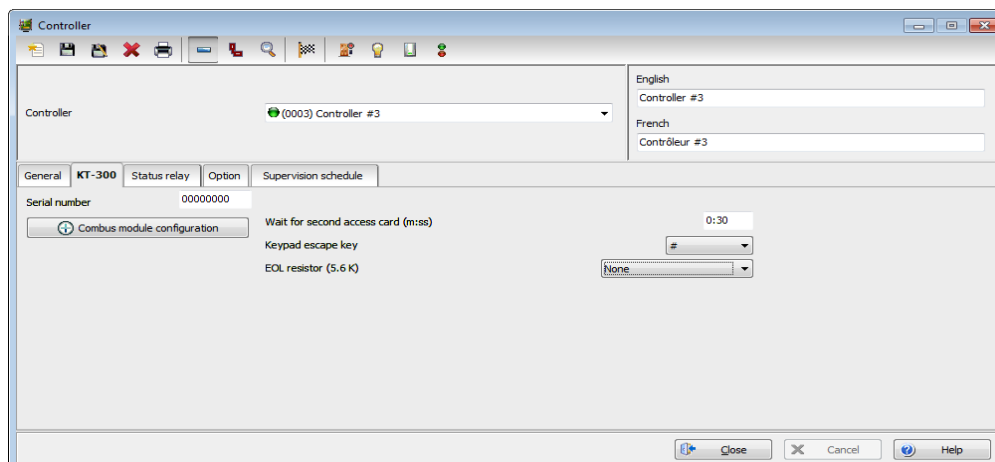 Controller
Controller
(0003) Controller #3
English
Controller #3
French
Contrôleur #3
General
KT-300
Status relay
Option
Supervision schedule
Serial number
00000000
Combus module configuration
Wait for second access card (m:ss)
0:30
Keypad escape key
#
EOL resistor (5.6 K)
None
Close
Cancel
Help